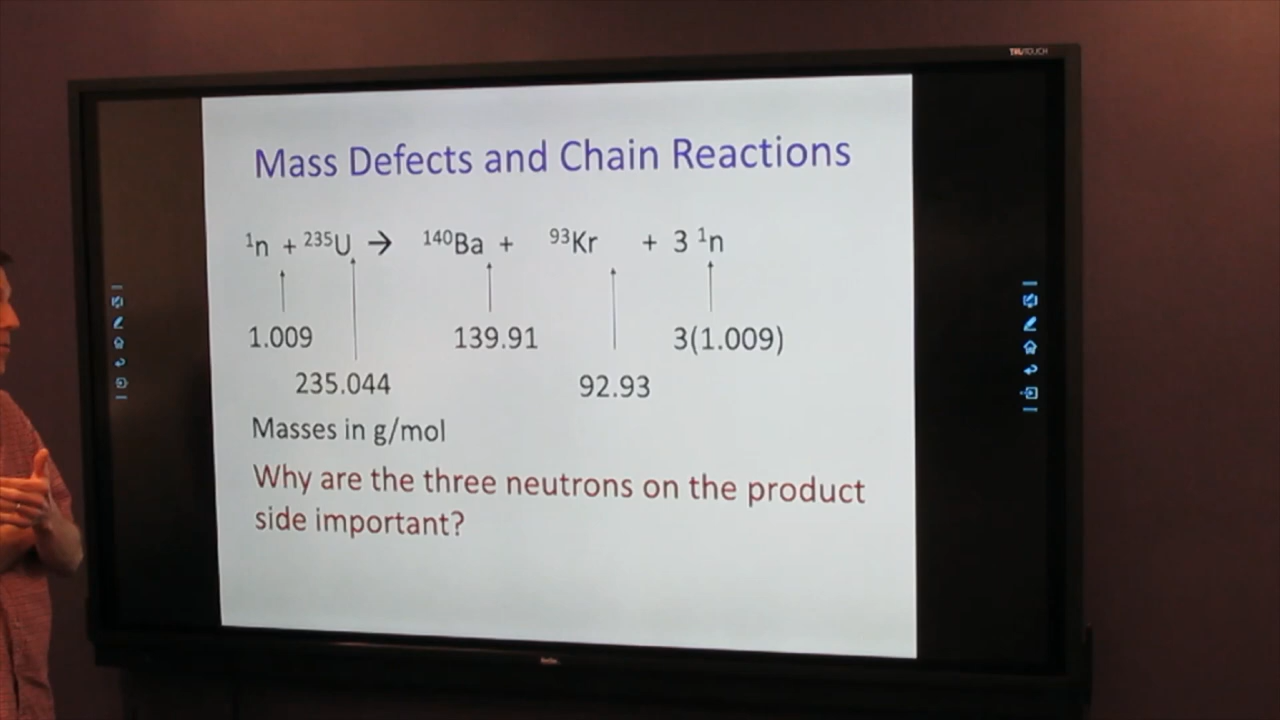 TRUTOUCH
Mass Defects and Chain Reactions
¹n + ²³⁵U → ¹⁴⁰Ba + ⁹³Kr + 3 ¹n
1.009 139.91 3(1.009)
235.044 92.93
Masses in g/mol
Why are the three neutrons on the product
side important?